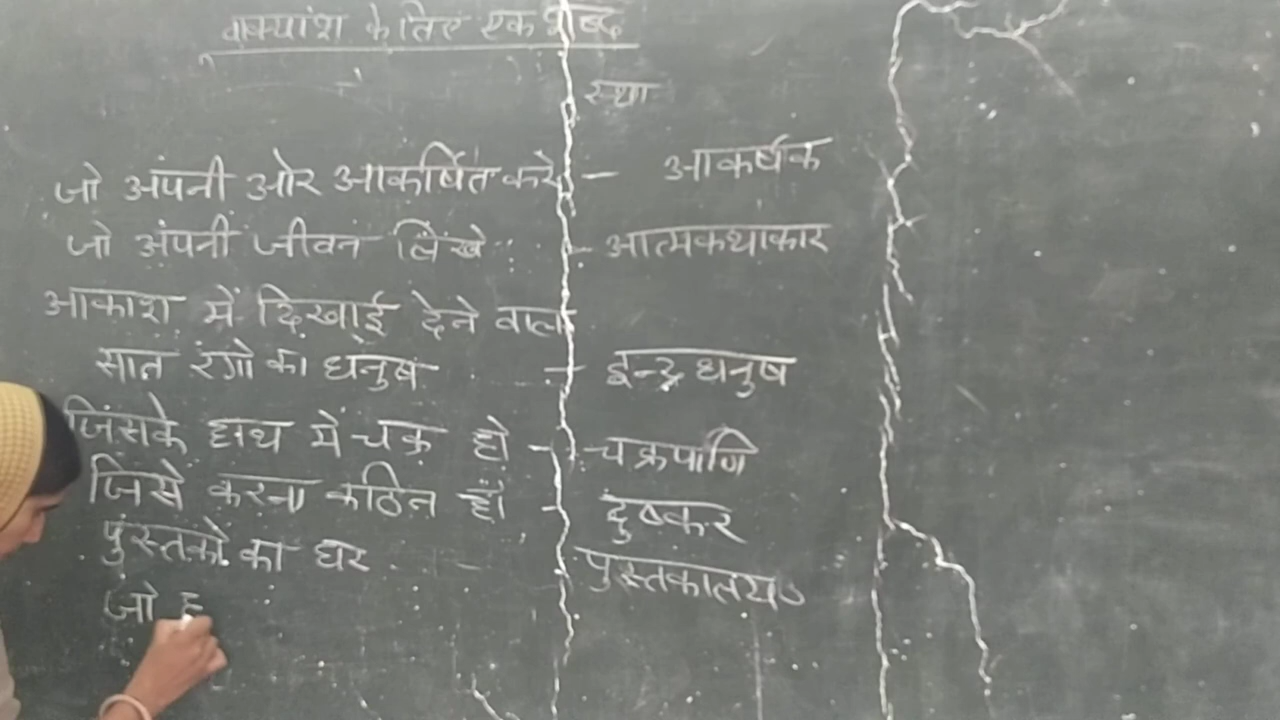 वाक्यांश के लिए एक शब्द
स्था
जो अपनी ओर आकर्षित करे - आकर्षक
जो अपनी जीवन लिखे - आत्मकथाकार
आकाश में दिखाई देने वाला
सात रंगो का धनुष - इन्द्रधनुष
जिसके हाथ में चक्र हो - चक्रपाणि
जिसे करना कठिन हो - दुष्कर
पुस्तकों का घर - पुस्तकालय
जो